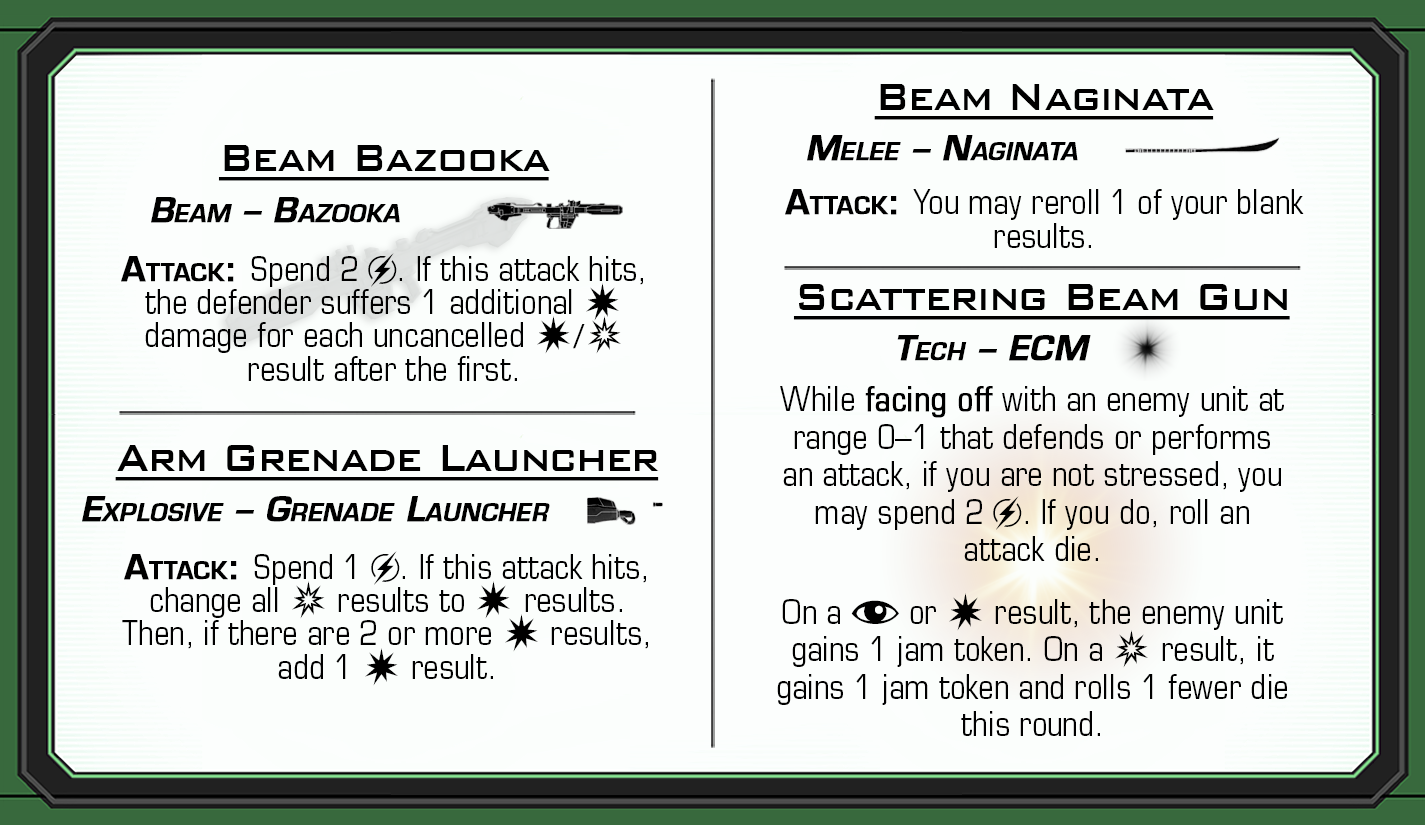 BEAM BAZOOKA
BEAM – BAZOOKA
ATTACK: Spend 2 . If this attack hits,
the defender suffers 1 additional
damage for each uncancelled /
result after the first.
ARM GRENADE LAUNCHER
EXPLOSIVE – GRENADE LAUNCHER
ATTACK: Spend 1 . If this attack hits,
change all results to results.
Then, if there are 2 or more results,
add 1 result.
BEAM NAGINATA
MELEE – NAGINATA
ATTACK: You may reroll 1 of your blank
results.
SCATTERING BEAM GUN
TECH – ECM
While facing off with an enemy unit at
range 0–1 that defends or performs
an attack, if you are not stressed, you
may spend 2 . If you do, roll an
attack die.
On a or result, the enemy unit
gains 1 jam token. On a result, it
gains 1 jam token and rolls 1 fewer die
this round.